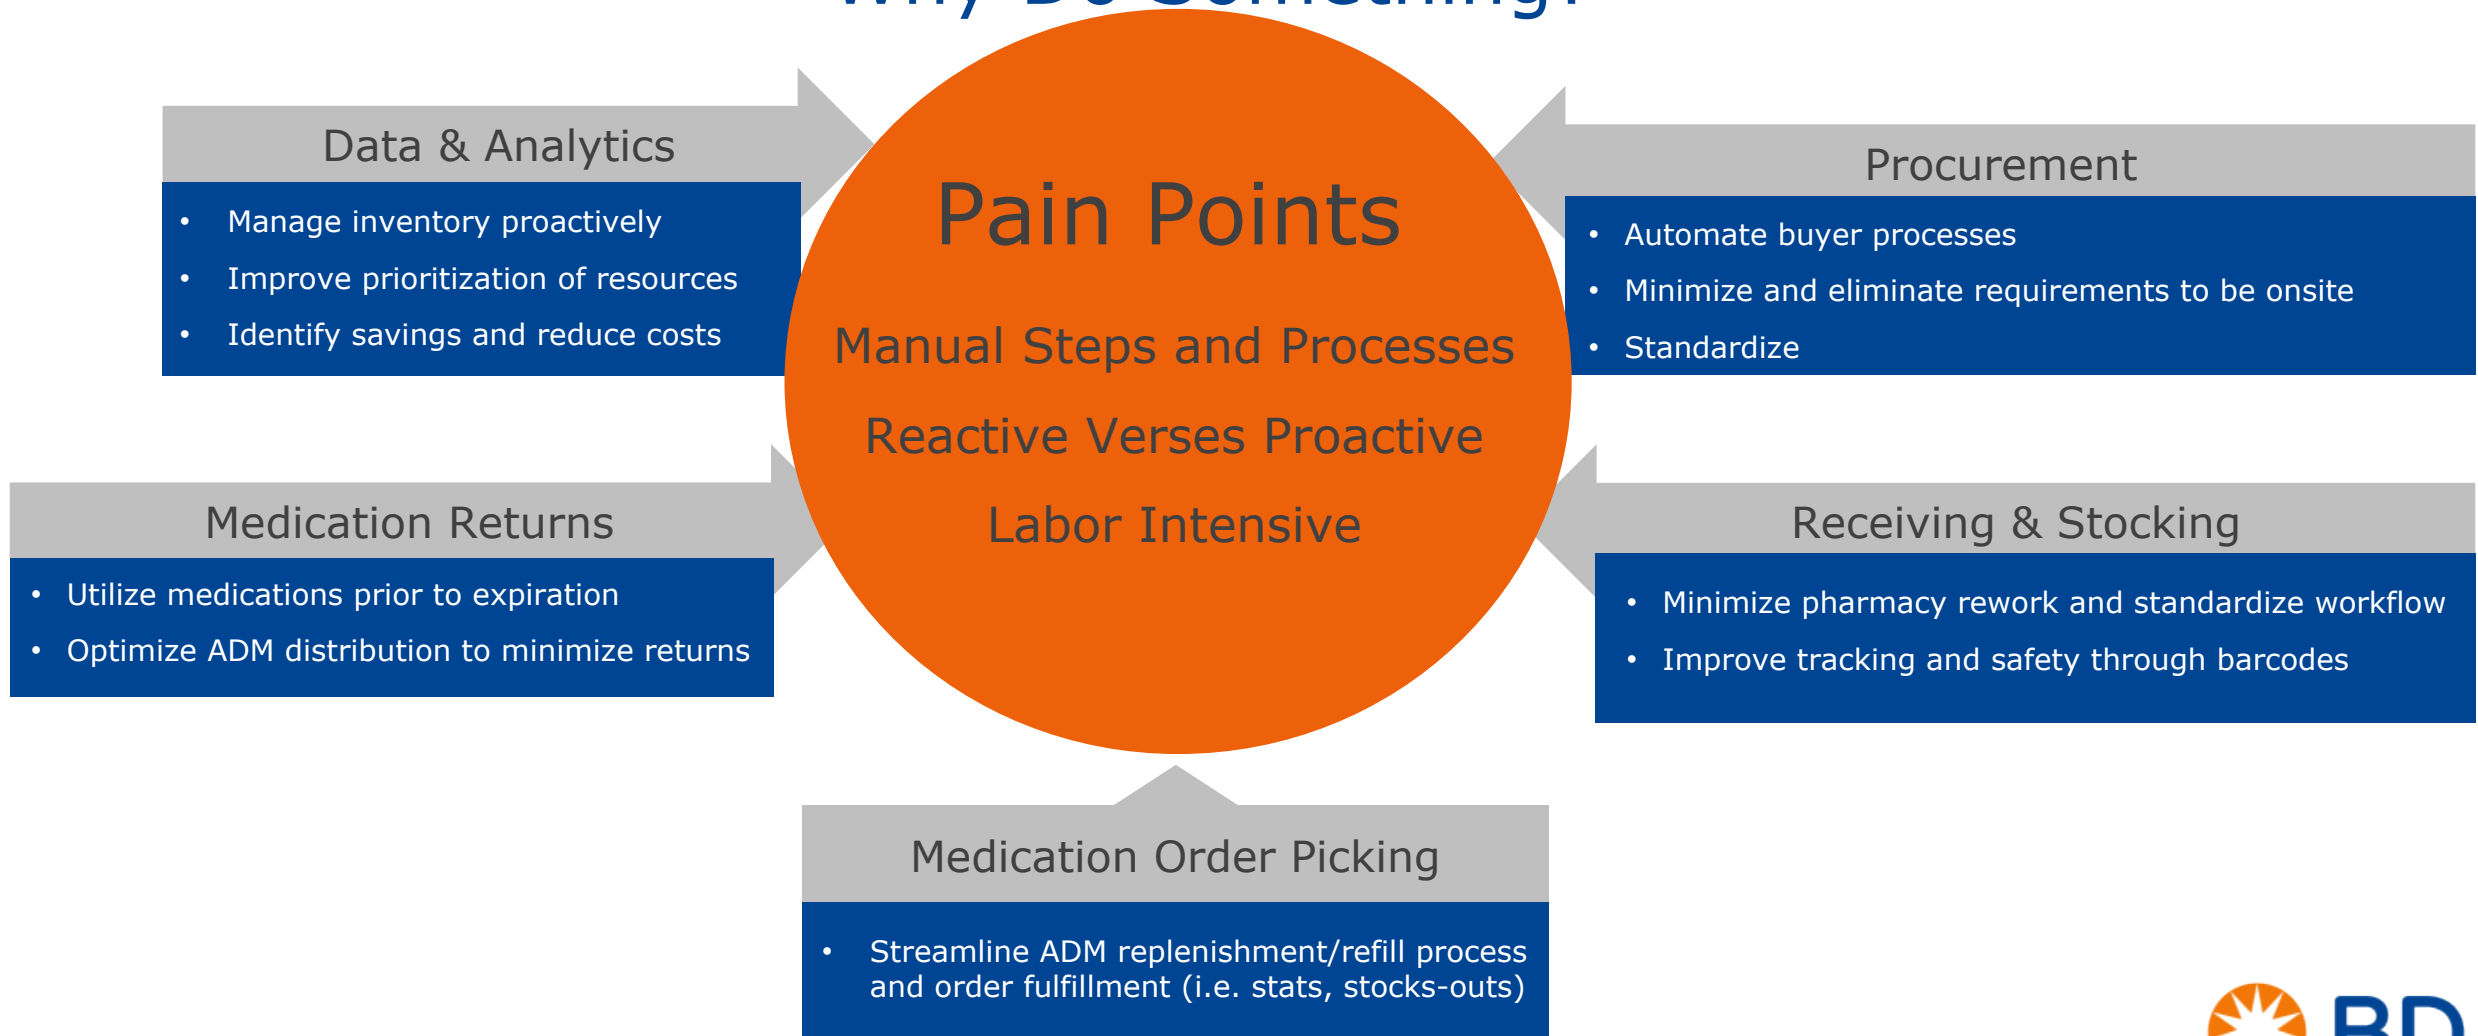 Why Do Something?
Data & Analytics
• Manage inventory proactively
• Improve prioritization of resources
• Identify savings and reduce costs
Pain Points
Manual Steps and Processes
Reactive Verses Proactive
Labor Intensive
Procurement
• Automate buyer processes
• Minimize and eliminate requirements to be onsite
• Standardize
Medication Returns
• Utilize medications prior to expiration
• Optimize ADM distribution to minimize returns
Receiving & Stocking
• Minimize pharmacy rework and standardize workflow
• Improve tracking and safety through barcodes
Medication Order Picking
• Streamline ADM replenishment/refill process
and order fulfillment (i.e. stats, stocks-outs)
BD